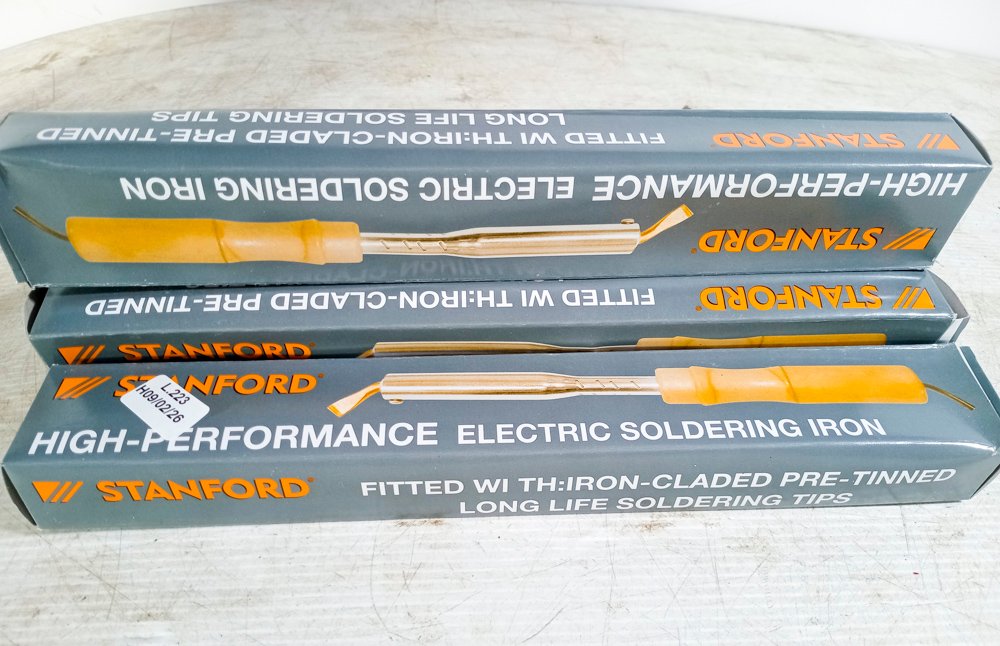 LONG LIFE SOLDERING TIPS
FITTED WI TH:IRON-CLADED PRE-TINNED
STANFORD
HIGH-PERFORMANCE ELECTRIC SOLDERING IRON
STANFORD
FITTED WI TH:IRON-CLADED PRE-TINNED
STANFORD
STANFORD
STANFORD
L.223
H09/02/26
HIGH-PERFORMANCE ELECTRIC SOLDERING IRON
STANFORD
FITTED WI TH:IRON-CLADED PRE-TINNED
LONG LIFE SOLDERING TIPS